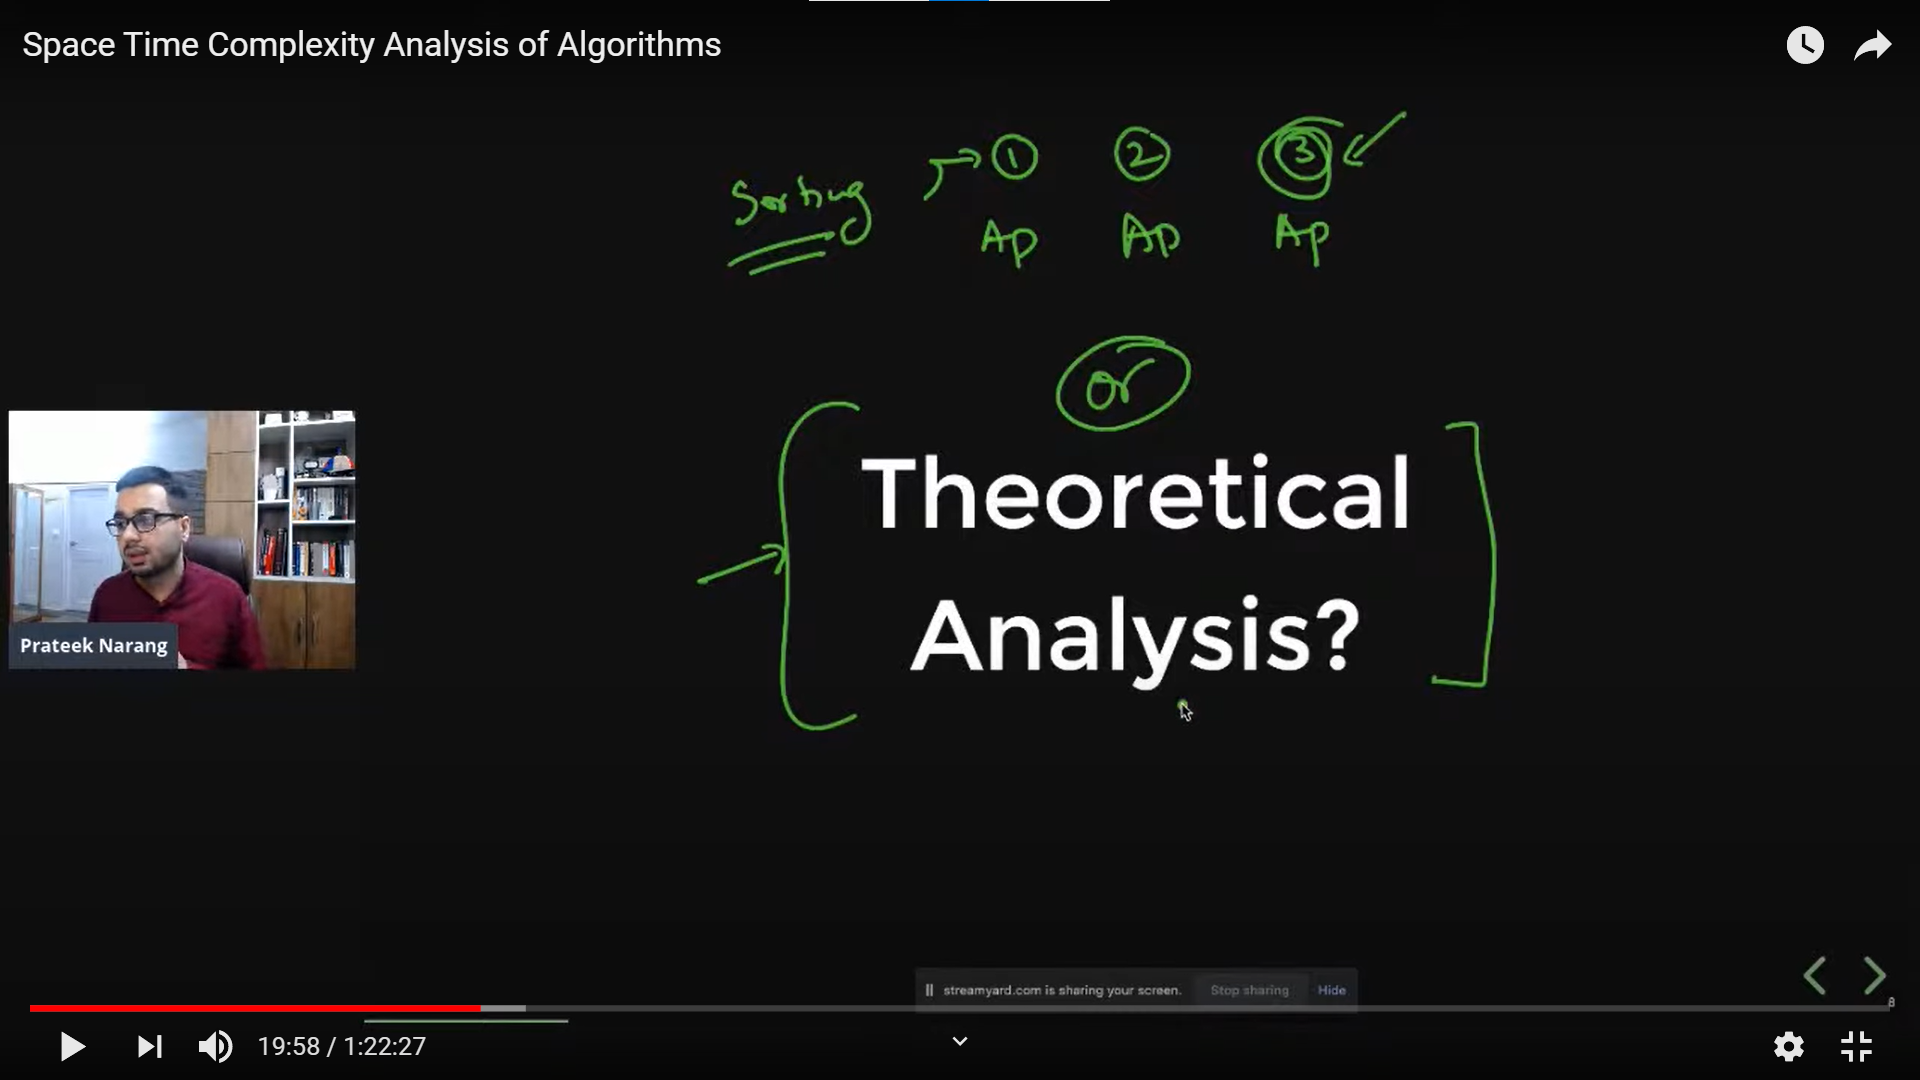 Space Time Complexity Analysis of Algorithms
1 2 3
Sorting
Ap Ap Ap
or
Theoretical
Analysis?
Prateek Narang
streamyard.com is sharing your screen. Stop sharing Hide
8
19:58 / 1:22:27